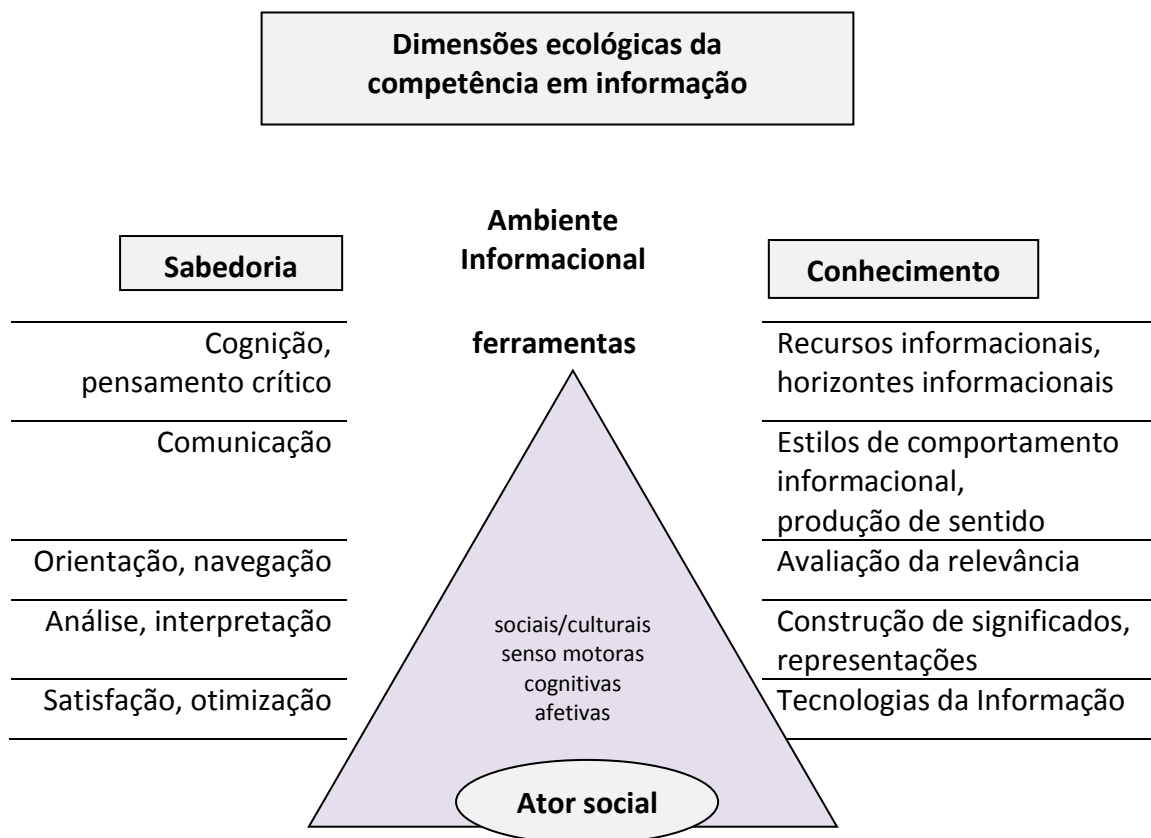 Dimensões ecológicas da
competência em informação
Ambiente
Informacional
ferramentas
Sabedoria
Cognição,
pensamento crítico
Comunicação
Orientação, navegação
Análise, interpretação
Satisfação, otimização
sociais/culturais
senso motoras
cognitivas
afetivas
Ator social
Conhecimento
Recursos informacionais,
horizontes informacionais
Estilos de comportamento
informacional,
produção de sentido
Avaliação da relevância
Construção de significados,
representações
Tecnologias da Informação